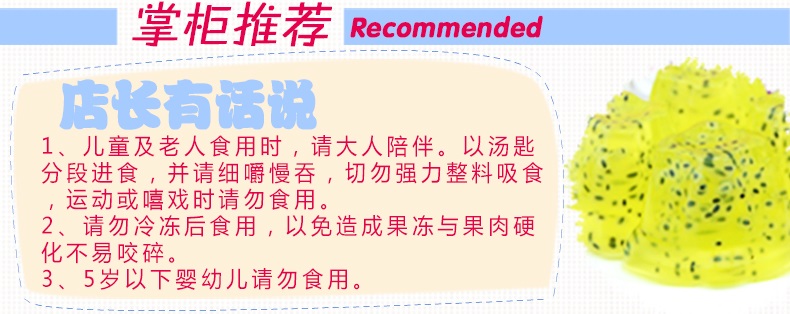 掌柜推荐 Recommended
店长有话说
1、儿童及老人食用时，请大人陪伴。以汤匙
分段进食，并请细嚼慢吞，切勿强力整料吸食
，运动或嘻戏时请勿食用。
2、请勿冷冻后食用，以免造成果冻与果肉硬
化不易咬碎。
3、5岁以下婴幼儿请勿食用。